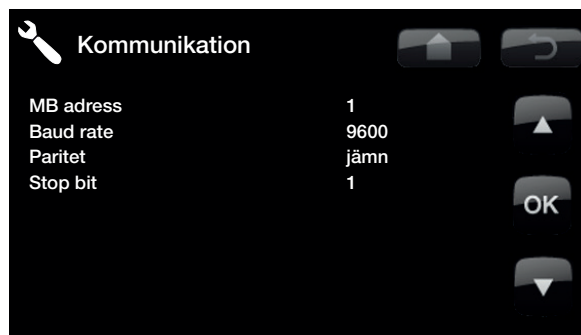 Kommunikation
MB adress 1
Baud rate 9600
Paritet jämn
Stop bit 1
OK